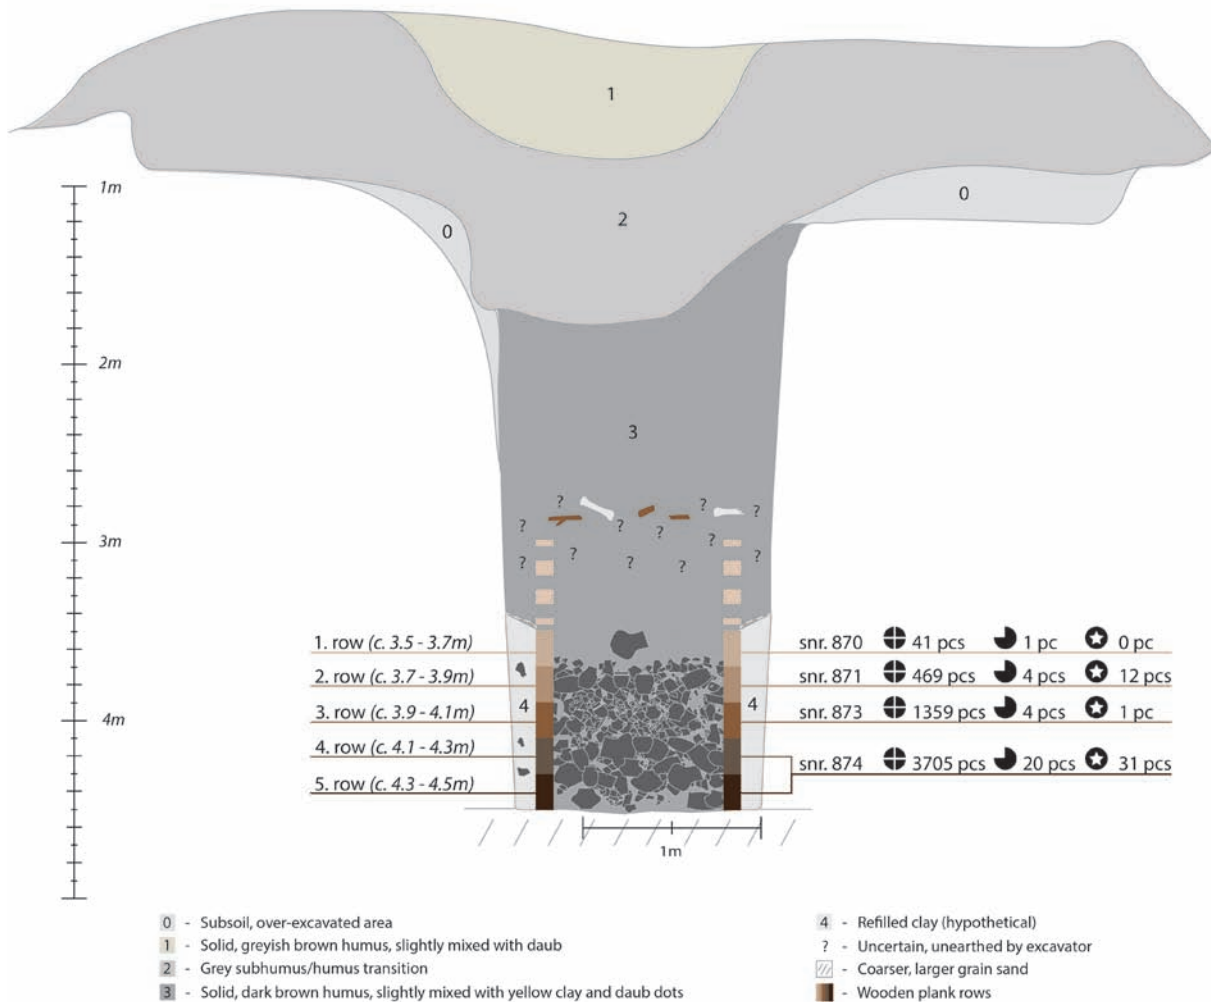 1
1m
0
2
0
2m
3
? ? ? ? ? ?
? ?
3m
? ? ? ? ?
1. row (c. 3.5 - 3.7m)
snr. 870 41 pcs 1 pc 0 pc
2. row (c. 3.7 - 3.9m)
snr. 871 469 pcs 4 pcs 12 pcs
4m
3. row (c. 3.9 - 4.1m)
4
4
snr. 873 1359 pcs 4 pcs 1 pc
4. row (c. 4.1 - 4.3m)
snr. 874 3705 pcs 20 pcs 31 pcs
5. row (c. 4.3 - 4.5m)
1m
0 - Subsoil, over-excavated area
1 - Solid, greyish brown humus, slightly mixed with daub
2 - Grey subhumus/humus transition
3 - Solid, dark brown humus, slightly mixed with yellow clay and daub dots
4 - Refilled clay (hypothetical)
? - Uncertain, unearthed by excavator
- Coarser, larger grain sand
- Wooden plank rows